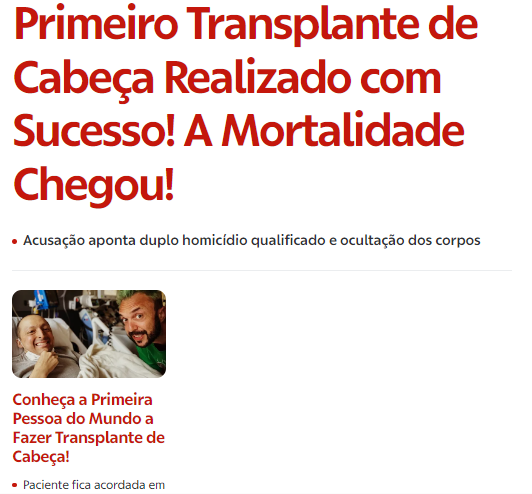 Primeiro Transplante de
Cabeça Realizado com
Sucesso! A Mortalidade
Chegou!
Acusação aponta duplo homicídio qualificado e ocultação dos corpos
Conheça a Primeira
Pessoa do Mundo a
Fazer Transplante de
Cabeça!
Paciente fica acordada em